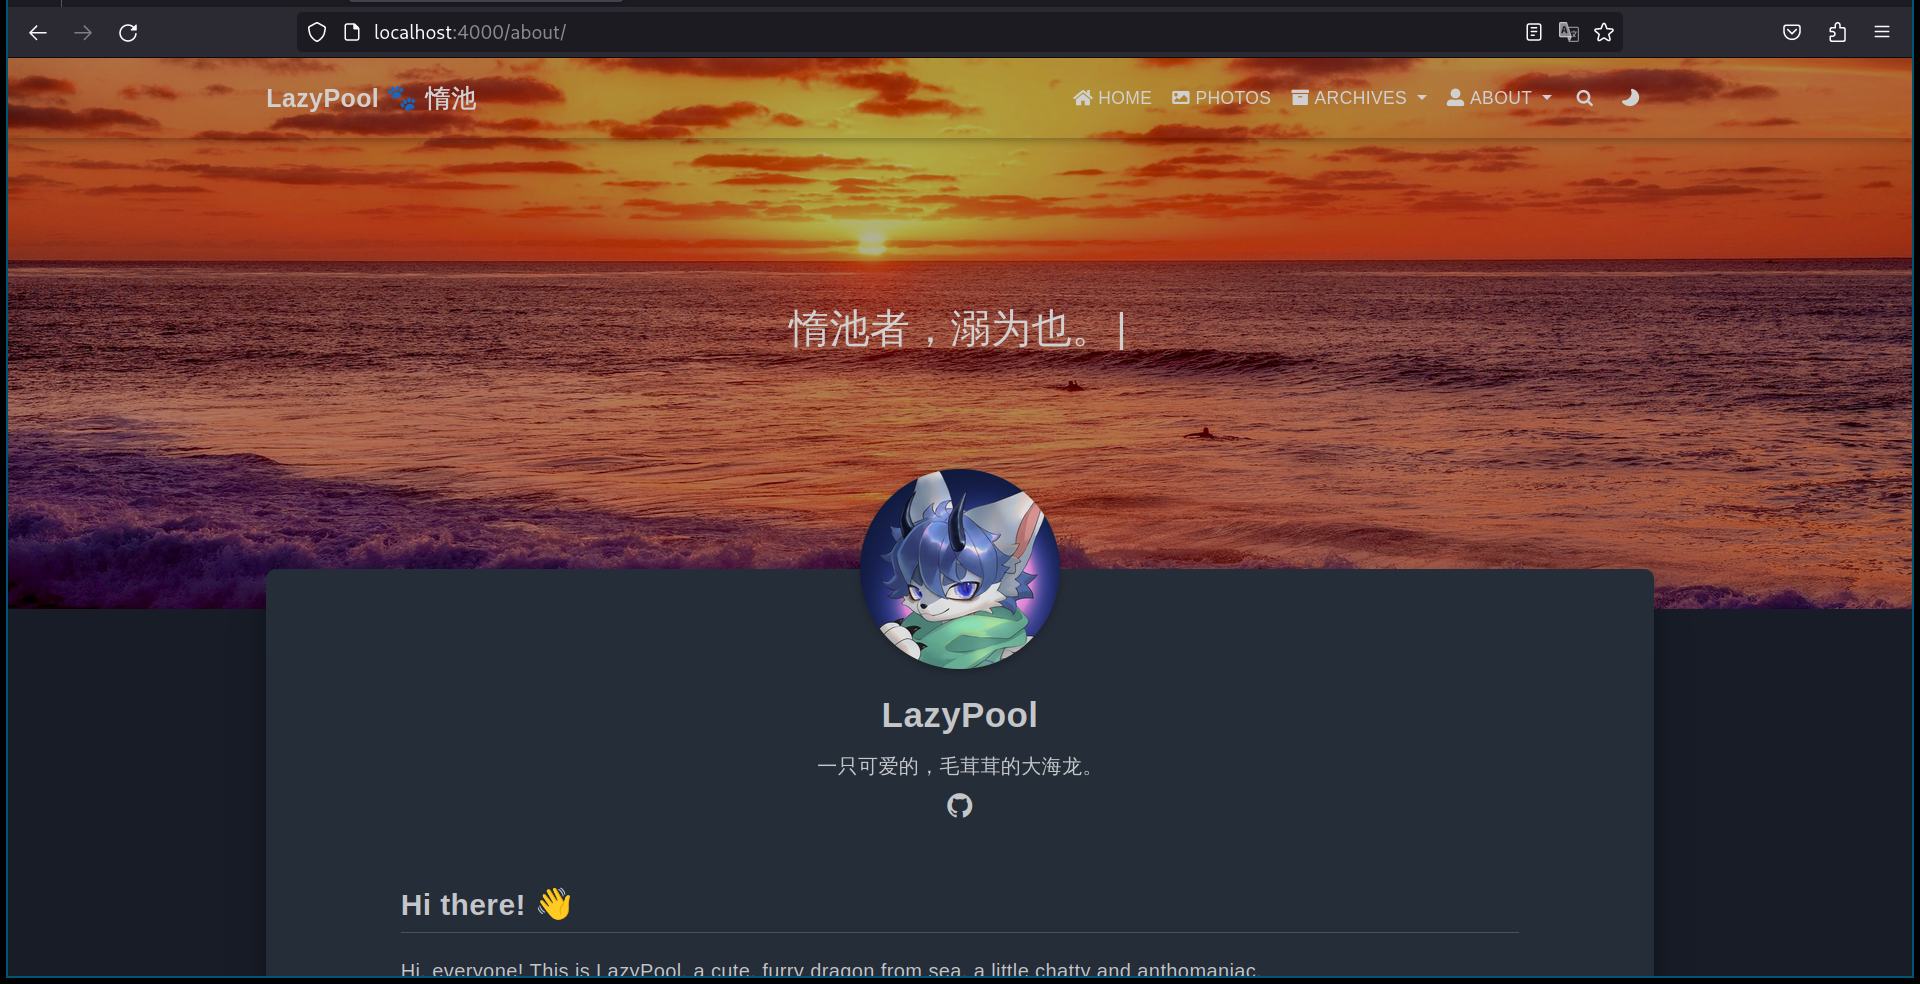 localhost:4000/about/
LazyPool 🐾 惰池
HOME PHOTOS ARCHIVES ABOUT
惰池者，溺为也。|
LazyPool
一只可爱的，毛茸茸的大海龙。
Hi there! 👋
Hi, everyone! This is LazyPool, a cute, furry dragon from sea, a little chatty and anthomaniac.